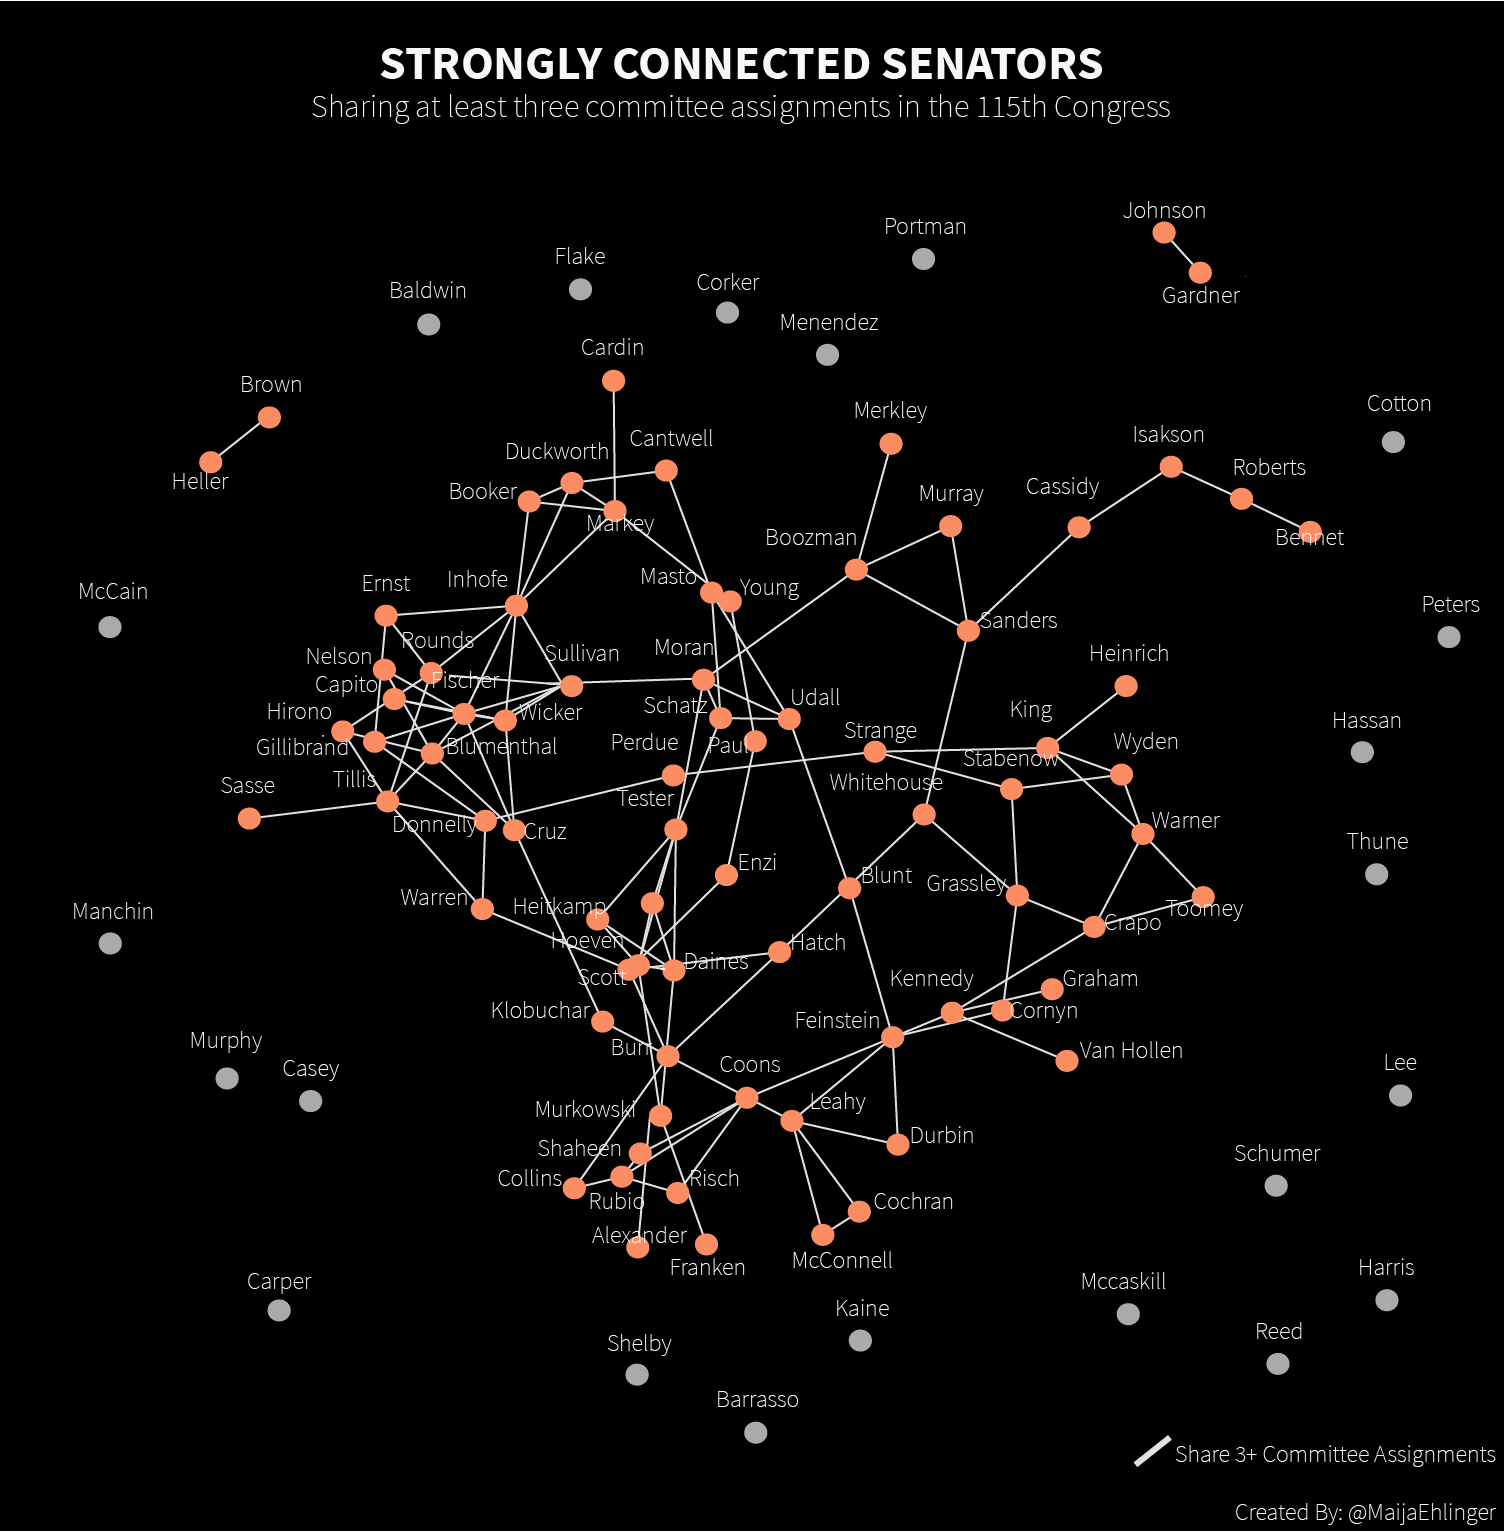 STRONGLY CONNECTED SENATORS
Sharing at least three committee assignments in the 115th Congress
Johnson
Portman
Flake
Corker
Baldwin
Gardner
Menendez
Cardin
Brown
Cotton
Merkley
Isakson
Cantwell
Duckworth
Roberts
Heller
Booker
Cassidy
Murray
Markey
Boozman
Bennet
Masto
Inhofe
Ernst
Young
McCain
Peters
Sanders
Rounds
Moran
Sullivan
Heinrich
Nelson
Fischer
Capito
Udall
Schatz
Hirono
Wicker
King
Hassan
Strange
Perdue
Paul
Wyden
Gillibrand
Blumenthal
Stabenow
Tillis
Whitehouse
Sasse
Tester
Warner
Donnelly
Cruz
Thune
Enzi
Blunt
Grassley
Warren
Heitkamp
Toomey
Manchin
Crapo
Hoeven
Hatch
Daines
Scott
Kennedy
Graham
Klobuchar
Cornyn
Feinstein
Murphy
Burr
Van Hollen
Coons
Casey
Lee
Leahy
Murkowski
Durbin
Shaheen
Schumer
Collins
Risch
Rubio
Cochran
Alexander
McConnell
Franken
Harris
Carper
Mccaskill
Kaine
Reed
Shelby
Barrasso
Share 3+ Committee Assignments
Created By: @MaijaEhlinger